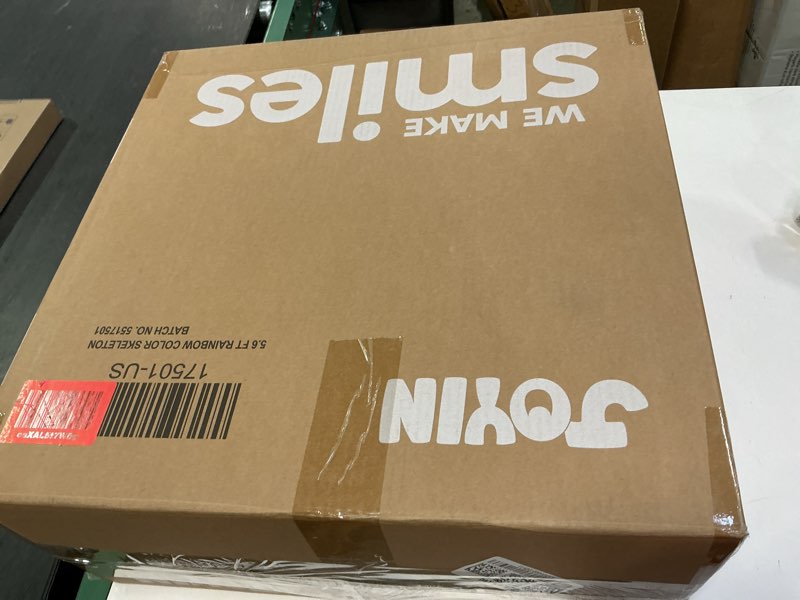 JOYIN
17501-US
5.6 FT RAINBOW COLOR SKELETON
BATCH NO. 5517501
WE MAKE
smiles